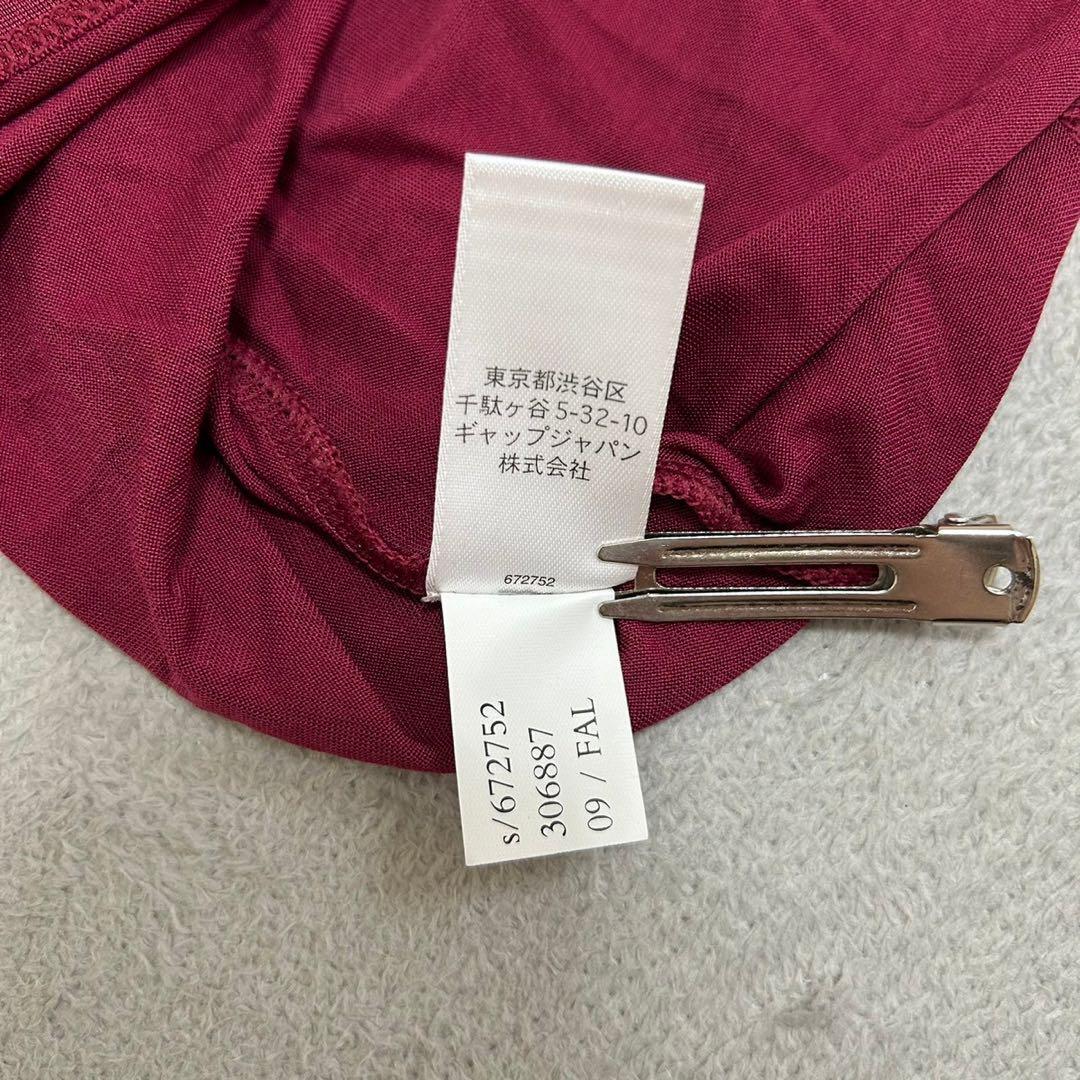 東京都渋谷区
千駄ヶ谷 5-32-10
ギャップジャパン
株式会社
672752
s/672752
306887
09 / FAL